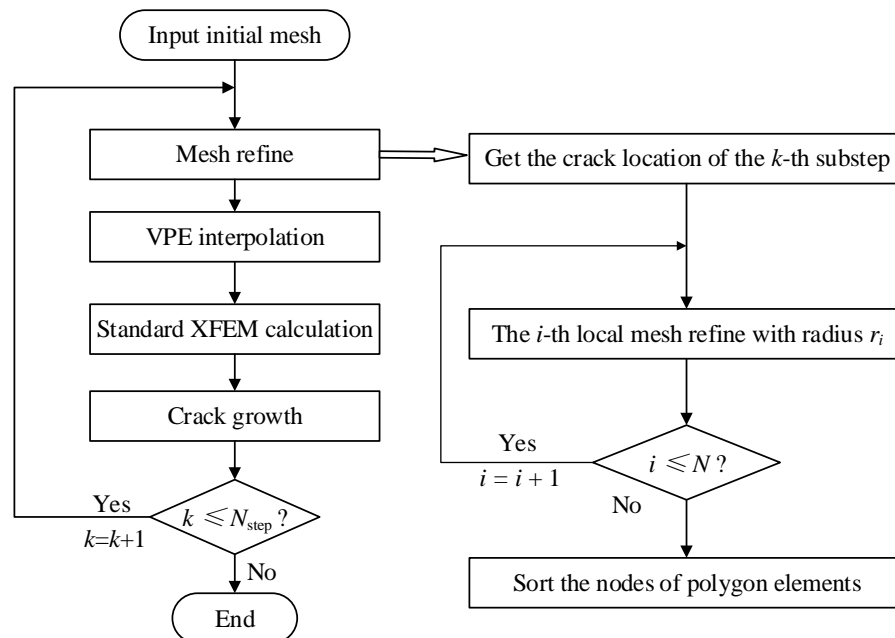 Input initial mesh
Mesh refine
VPE interpolation
Standard XFEM calculation
Crack growth
k ⩽ N_step ?
Yes
k=k+1
No
End
Get the crack location of the k-th substep
The i-th local mesh refine with radius r_i
i ⩽ N ?
Yes
i = i + 1
No
Sort the nodes of polygon elements